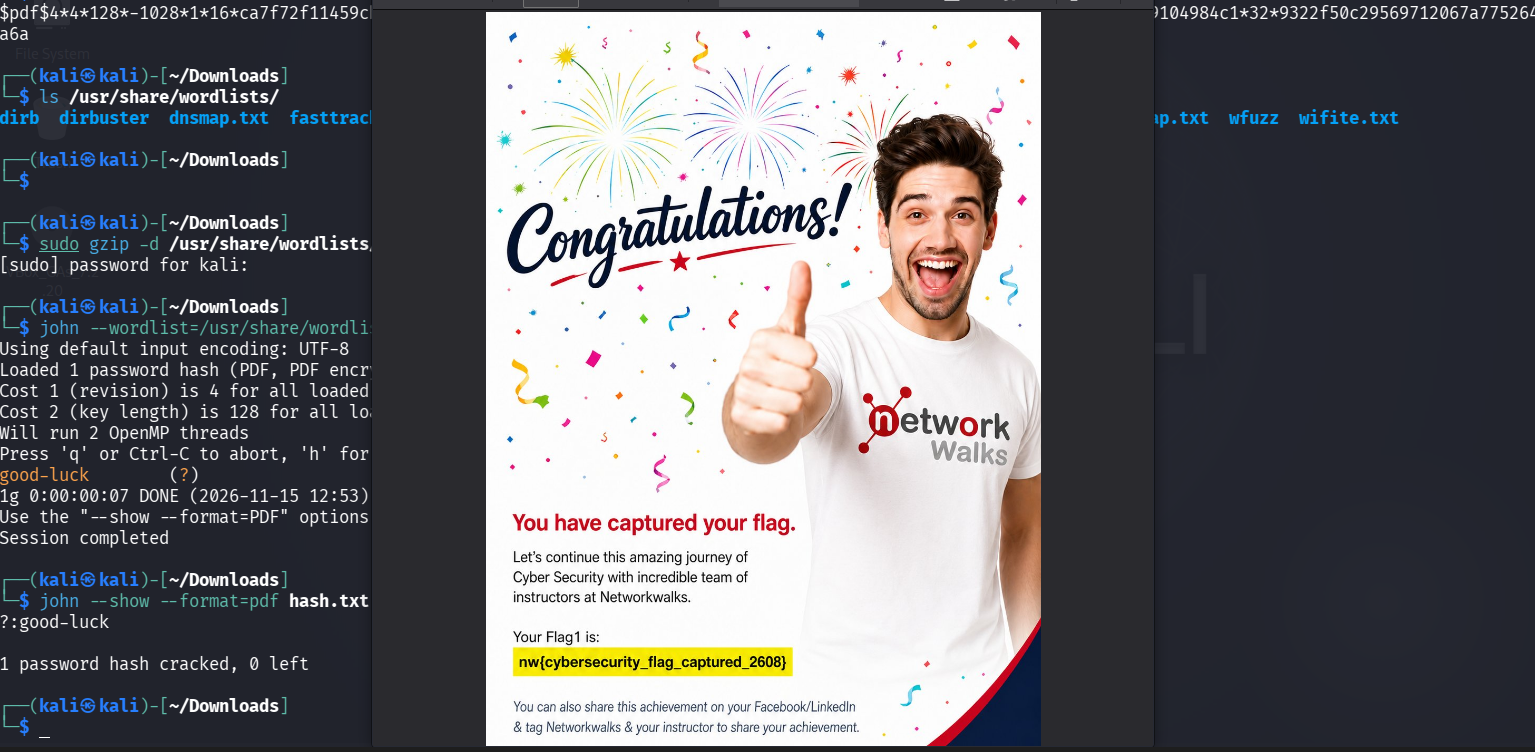 $pdf$4*4*128*-1028*1*16*ca7f72f11459c
9104984c1*32*9322f50c29569712067a775264
a6a
File System
┌──(kali㉿kali)-[~/Downloads]
└─$ ls /usr/share/wordlists/
dirb dirbuster dnsmap.txt fasttrac
ap.txt wfuzz wifite.txt
┌──(kali㉿kali)-[~/Downloads]
└─$
┌──(kali㉿kali)-[~/Downloads]
└─$ sudo gzip -d /usr/share/wordlists/
[sudo] password for kali:
20
┌──(kali㉿kali)-[~/Downloads]
└─$ john --wordlist=/usr/share/wordlis
Using default input encoding: UTF-8
Loaded 1 password hash (PDF, PDF encry
Cost 1 (revision) is 4 for all loaded
Cost 2 (key length) is 128 for all loa
Will run 2 OpenMP threads
Press 'q' or Ctrl-C to abort, 'h' for
good-luck (?)
1g 0:00:00:07 DONE (2026-11-15 12:53)
Use the "--show --format=PDF" options
Session completed
┌──(kali㉿kali)-[~/Downloads]
└─$ john --show --format=pdf hash.txt
?:good-luck
1 password hash cracked, 0 left
┌──(kali㉿kali)-[~/Downloads]
└─$ _
Congratulations!
network
Walks
You have captured your flag.
Let's continue this amazing journey of
Cyber Security with incredible team of
instructors at Networkwalks.
Your Flag1 is:
nw{cybersecurity_flag_captured_2608}
You can also share this achievement on your Facebook/LinkedIn
& tag Networkwalks & your instructor to share your achievement.
LI